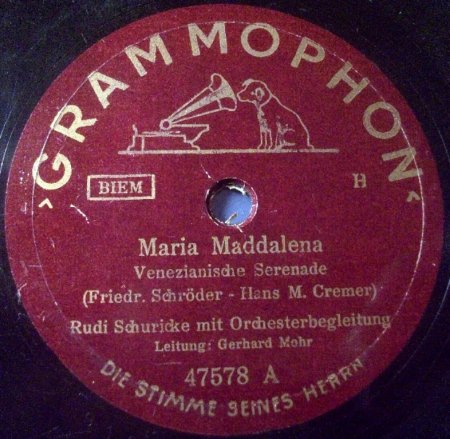 ›GRAMMOPHON‹
BIEM
H
Maria Maddalena
Venezianische Serenade
(Friedr. Schröder - Hans M. Cremer)
Rudi Schuricke mit Orchesterbegleitung
Leitung: Gerhard Mohr
47578 A
DIE STIMME SEINES HERRN